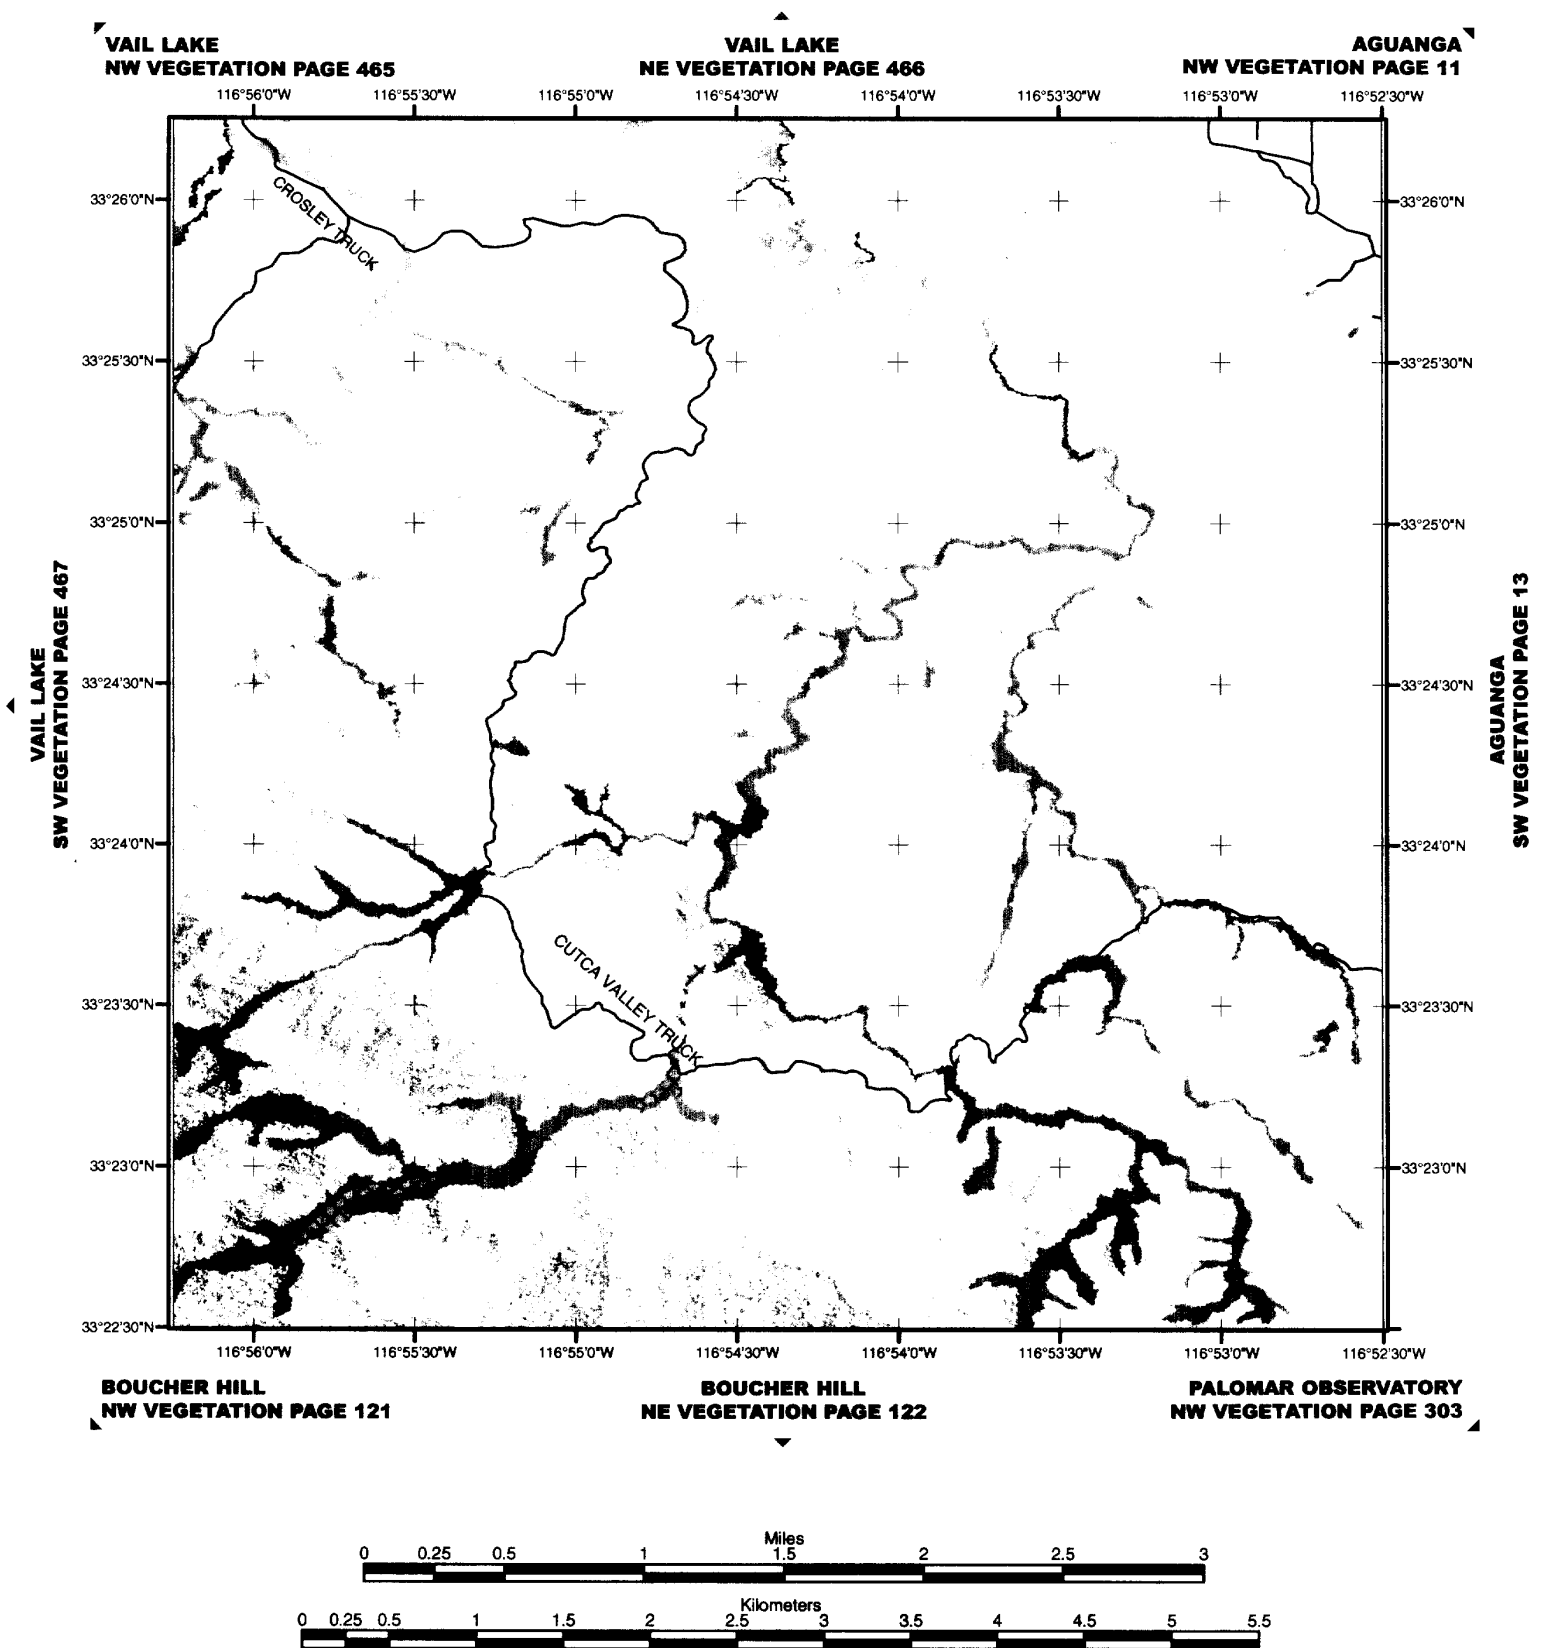 VAIL LAKE
NW VEGETATION PAGE 465
VAIL LAKE
NE VEGETATION PAGE 466
AGUANGA
NW VEGETATION PAGE 11
116°56'0"W 116°55'30"W 116°55'0"W 116°54'30"W 116°54'0"W 116°53'30"W 116°53'0"W 116°52'30"W
CROSLEY TRUCK
33°26'0"N 33°26'0"N
33°25'30"N 33°25'30"N
33°25'0"N 33°25'0"N
VAIL LAKE
SW VEGETATION PAGE 467
AGUANGA
SW VEGETATION PAGE 13
33°24'30"N 33°24'30"N
33°24'0"N 33°24'0"N
CUTCA VALLEY TRUCK
33°23'30"N 33°23'30"N
33°23'0"N 33°23'0"N
33°22'30"N
116°56'0"W 116°55'30"W 116°55'0"W 116°54'30"W 116°54'0"W 116°53'30"W 116°53'0"W 116°52'30"W
BOUCHER HILL
NW VEGETATION PAGE 121
BOUCHER HILL
NE VEGETATION PAGE 122
PALOMAR OBSERVATORY
NW VEGETATION PAGE 303
Miles
0 0.25 0.5 1 1.5 2 2.5 3
Kilometers
0 0.25 0.5 1 1.5 2 2.5 3 3.5 4 4.5 5 5.5